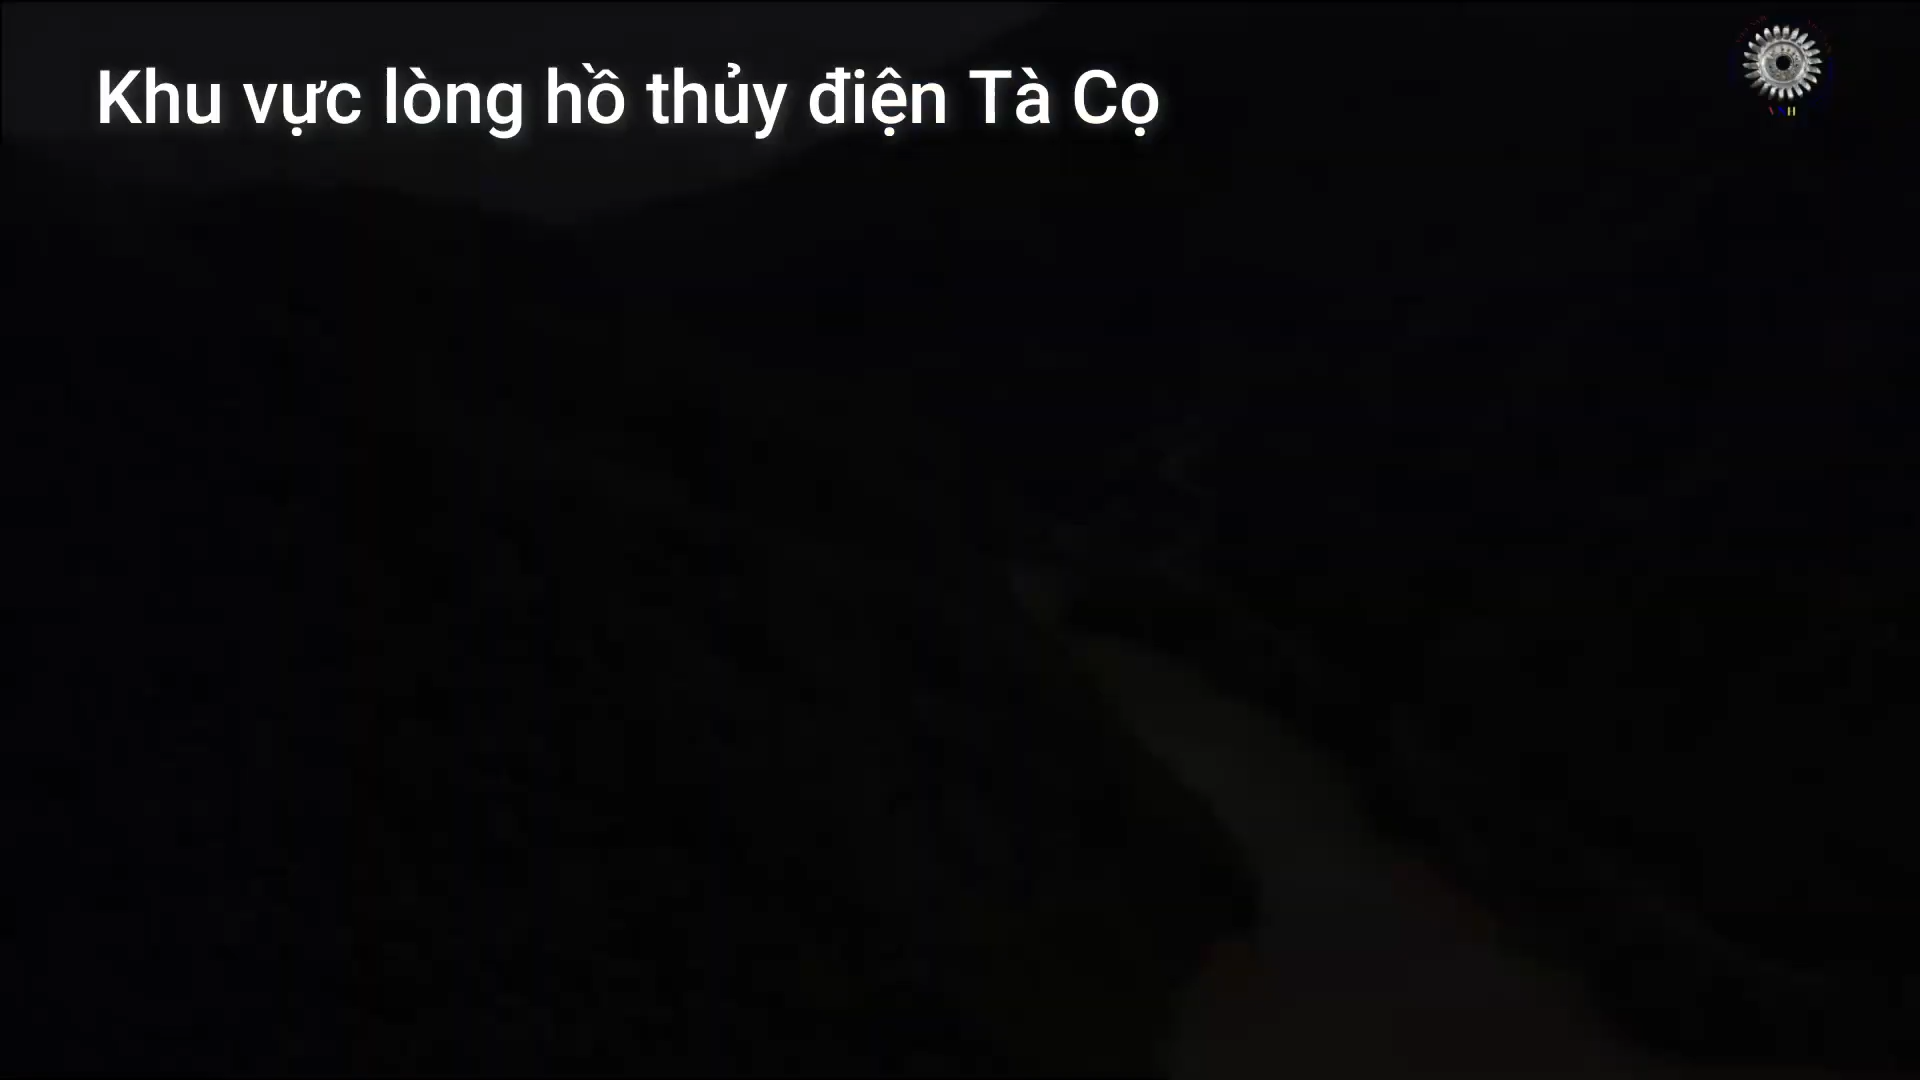 Khu vực lòng hồ thủy điện Tà Cọ